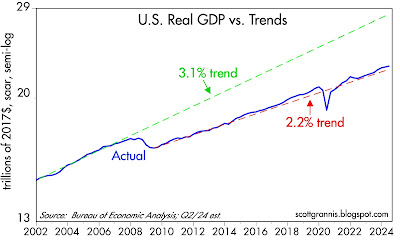 U.S. Real GDP vs. Trends
29
3.1% trend
20
trillions of 2017$, saar, semi-log
2.2% trend
Actual
Source: Bureau of Economic Analysis; Q2/24 est.
scottgrannis.blogspot.com
13
2002 2004 2006 2008 2010 2012 2014 2016 2018 2020 2022 2024